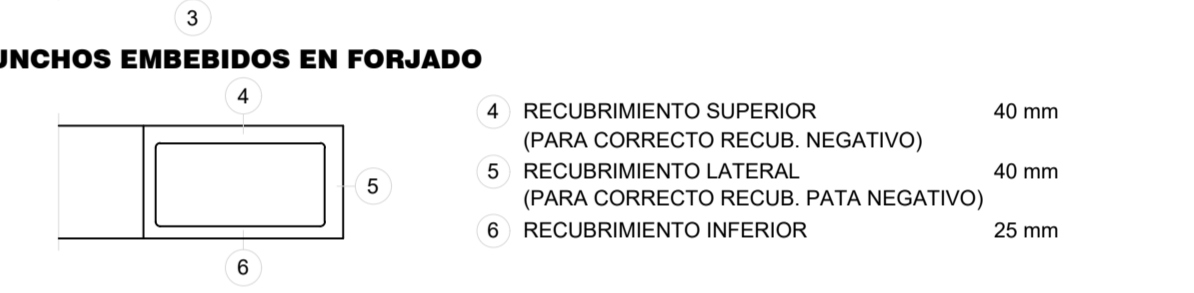 3
UNCHOS EMBEBIDOS EN FORJADO
4
4 RECUBRIMIENTO SUPERIOR 40 mm
(PARA CORRECTO RECUB. NEGATIVO)
5
5 RECUBRIMIENTO LATERAL 40 mm
(PARA CORRECTO RECUB. PATA NEGATIVO)
6 RECUBRIMIENTO INFERIOR 25 mm
6